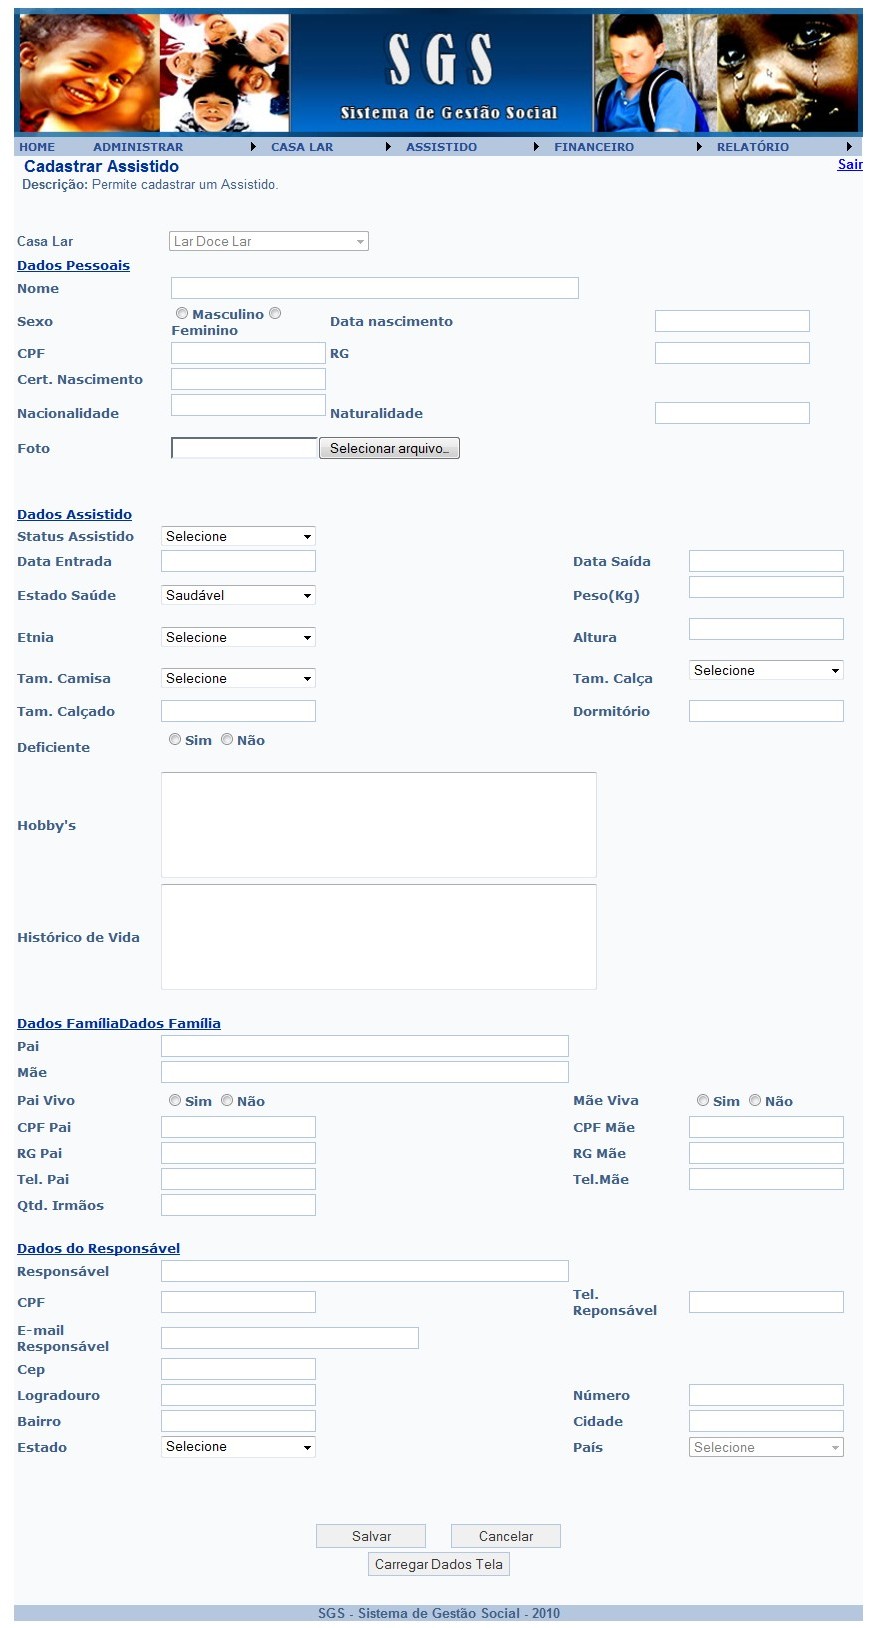 SGS
Sistema de Gestão Social
HOME ADMINISTRAR CASA LAR ASSISTIDO FINANCEIRO RELATÓRIO
Cadastrar Assistido Sair
Descrição: Permite cadastrar um Assistido.
Casa Lar Lar Doce Lar
Dados Pessoais
Nome
Sexo Masculino Feminino Data nascimento
CPF RG
Cert. Nascimento
Nacionalidade Naturalidade
Foto Selecionar arquivo...
Dados Assistido
Status Assistido Selecione
Data Entrada Data Saída
Estado Saúde Saudável Peso(Kg)
Etnia Selecione Altura
Tam. Camisa Selecione Tam. Calça Selecione
Tam. Calçado Dormitório
Deficiente Sim Não
Hobby's
Histórico de Vida
Dados FamíliaDados Família
Pai
Mãe
Pai Vivo Sim Não Mãe Viva Sim Não
CPF Pai CPF Mãe
RG Pai RG Mãe
Tel. Pai Tel.Mãe
Qtd. Irmãos
Dados do Responsável
Responsável
CPF Tel. Reponsável
E-mail Responsável
Cep
Logradouro Número
Bairro Cidade
Estado Selecione País Selecione
Salvar Cancelar
Carregar Dados Tela
SGS - Sistema de Gestão Social - 2010